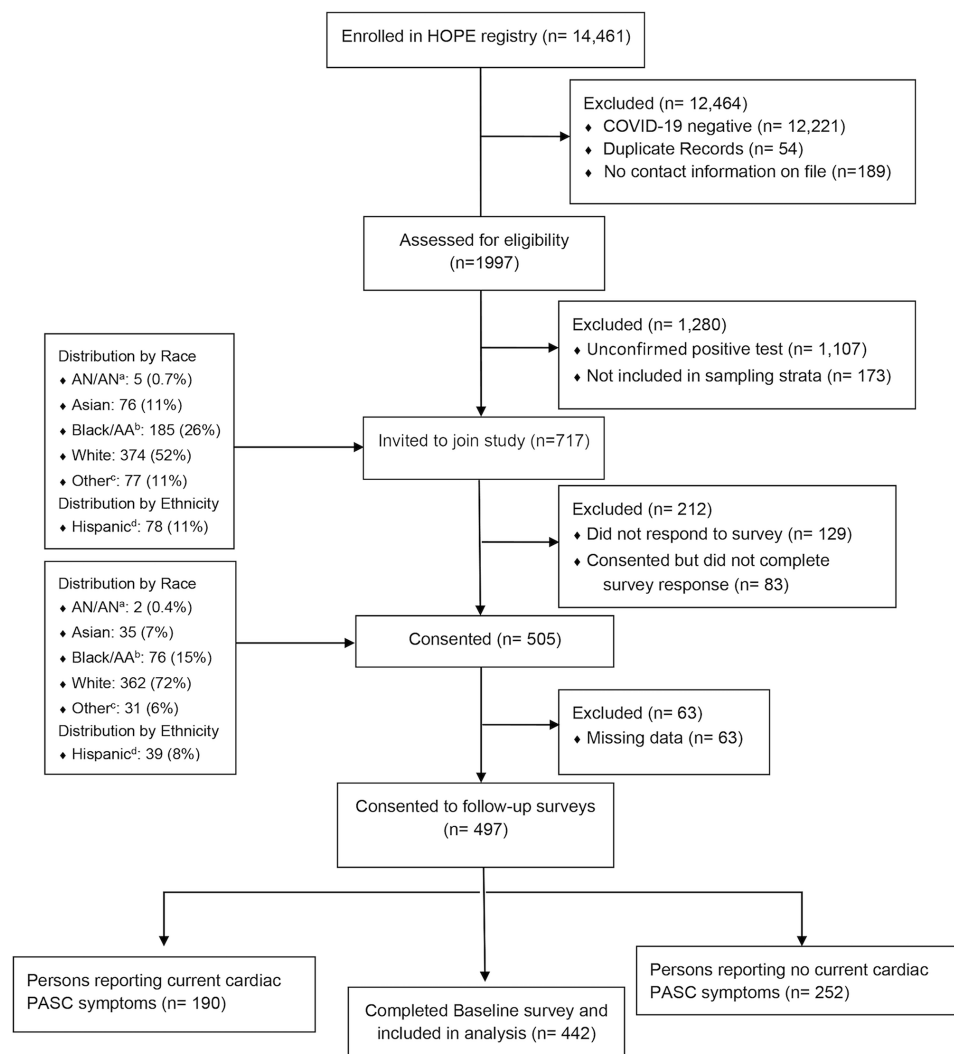 Enrolled in HOPE registry (n= 14,461)
Excluded (n= 12,464)
♦ COVID-19 negative (n= 12,221)
♦ Duplicate Records (n= 54)
♦ No contact information on file (n=189)
Assessed for eligibility
(n=1997)
Excluded (n= 1,280)
♦ Unconfirmed positive test (n= 1,107)
♦ Not included in sampling strata (n= 173)
Distribution by Race
♦ AN/ANᵃ: 5 (0.7%)
♦ Asian: 76 (11%)
♦ Black/AAᵇ: 185 (26%)
♦ White: 374 (52%)
♦ Otherᶜ: 77 (11%)
Distribution by Ethnicity
♦ Hispanicᵈ: 78 (11%)
Invited to join study (n=717)
Excluded (n= 212)
♦ Did not respond to survey (n= 129)
♦ Consented but did not complete
survey response (n= 83)
Distribution by Race
♦ AN/ANᵃ: 2 (0.4%)
♦ Asian: 35 (7%)
♦ Black/AAᵇ: 76 (15%)
♦ White: 362 (72%)
♦ Otherᶜ: 31 (6%)
Distribution by Ethnicity
♦ Hispanicᵈ: 39 (8%)
Consented (n= 505)
Excluded (n= 63)
♦ Missing data (n= 63)
Consented to follow-up surveys
(n= 497)
Persons reporting current cardiac
PASC symptoms (n= 190)
Completed Baseline survey and
included in analysis (n= 442)
Persons reporting no current cardiac
PASC symptoms (n= 252)